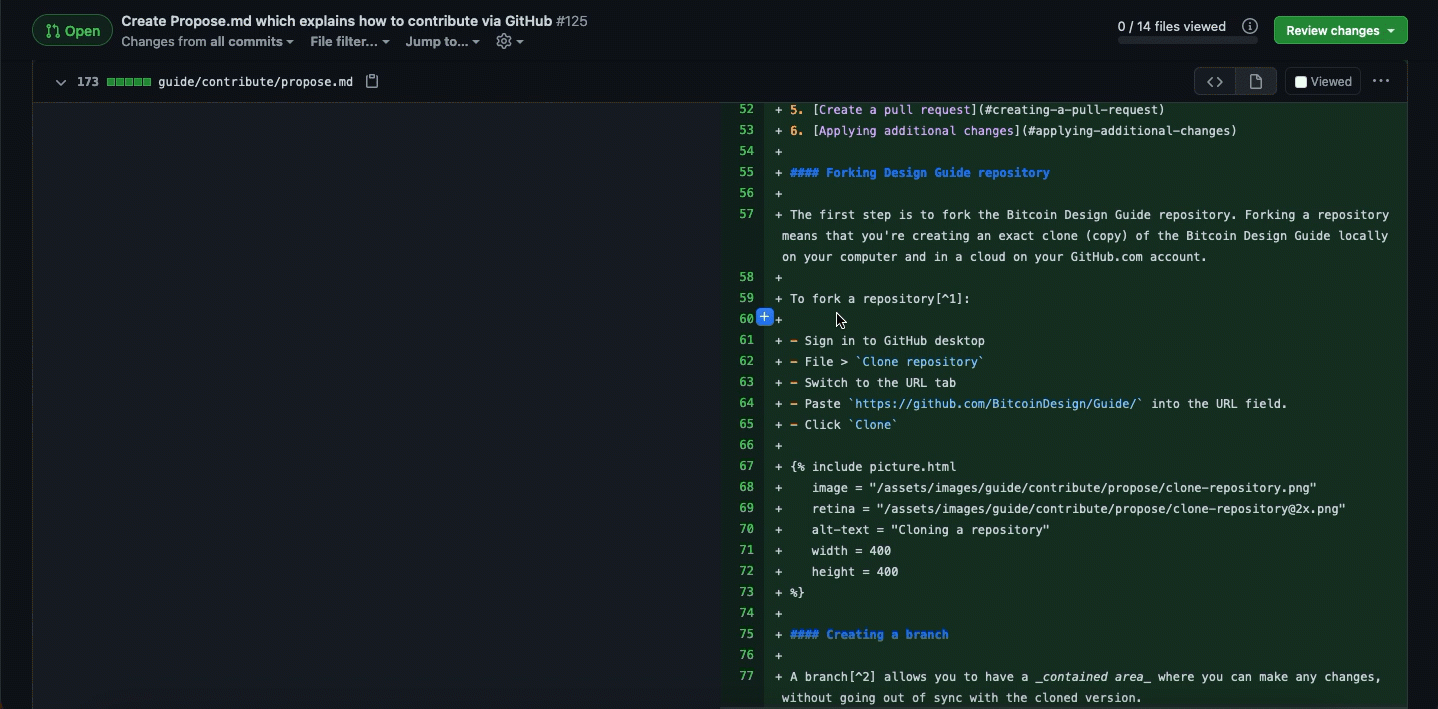 Open
Create Propose.md which explains how to contribute via GitHub #125
Changes from all commits File filter... Jump to...
0 / 14 files viewed
Review changes
173 guide/contribute/propose.md
Viewed
52 + 5. [Create a pull request](#creating-a-pull-request)
53 + 6. [Applying additional changes](#applying-additional-changes)
54 +
55 + #### Forking Design Guide repository
56 +
57 + The first step is to fork the Bitcoin Design Guide repository. Forking a repository
means that you're creating an exact clone (copy) of the Bitcoin Design Guide locally
on your computer and in a cloud on your GitHub.com account.
58 +
59 + To fork a repository[^1]:
60 + +
61 + - Sign in to GitHub desktop
62 + - File > `Clone repository`
63 + - Switch to the URL tab
64 + - Paste `https://github.com/BitcoinDesign/Guide/` into the URL field.
65 + - Click `Clone`
66 +
67 + {% include picture.html
68 + image = "/assets/images/guide/contribute/propose/clone-repository.png"
69 + retina = "/assets/images/guide/contribute/propose/clone-repository@2x.png"
70 + alt-text = "Cloning a repository"
71 + width = 400
72 + height = 400
73 + %}
74 +
75 + #### Creating a branch
76 +
77 + A branch[^2] allows you to have a _contained area_ where you can make any changes,
without going out of sync with the cloned version.